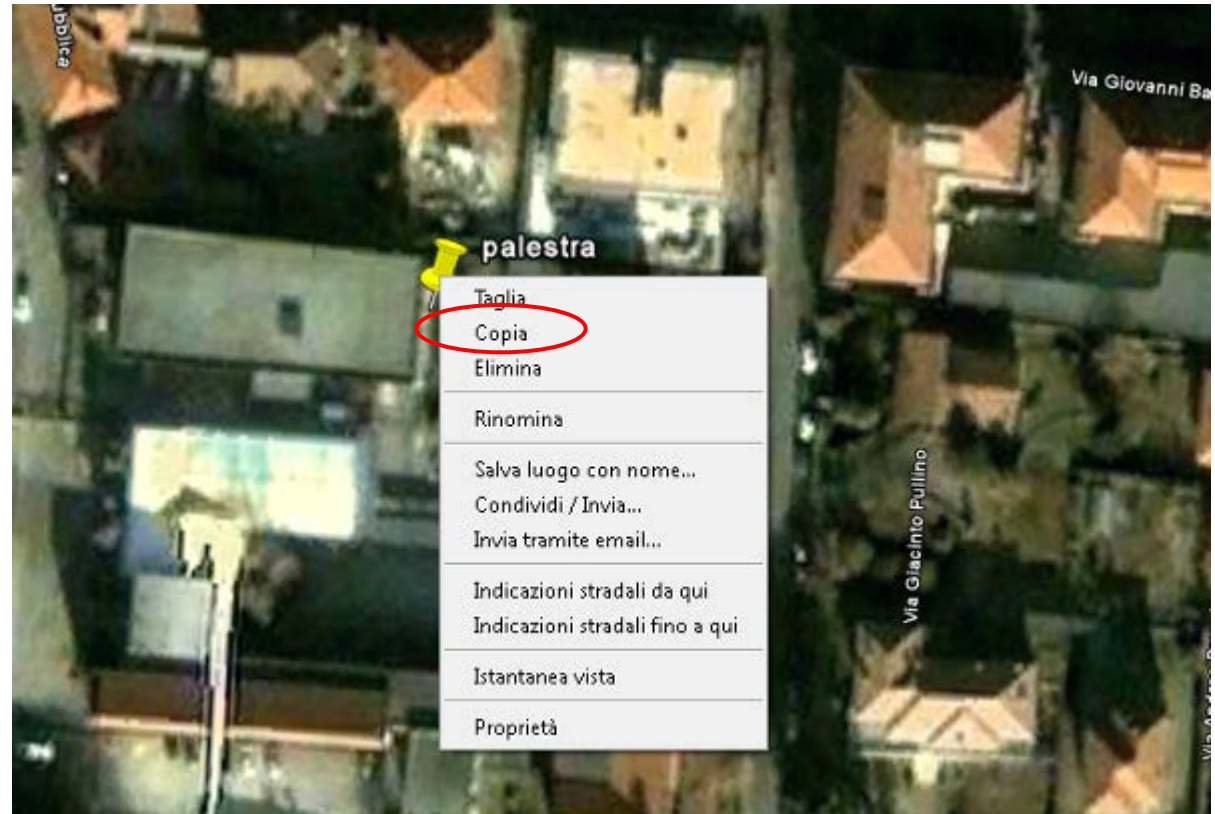 ubblica
Via Giovanni Ba
palestra
Taglia
Copia
Elimina
Rinomina
Salva luogo con nome...
Condividi / Invia...
Invia tramite email...
Indicazioni stradali da qui
Indicazioni stradali fino a qui
Istantanea vista
Proprietà
Via Giacinto Pullino